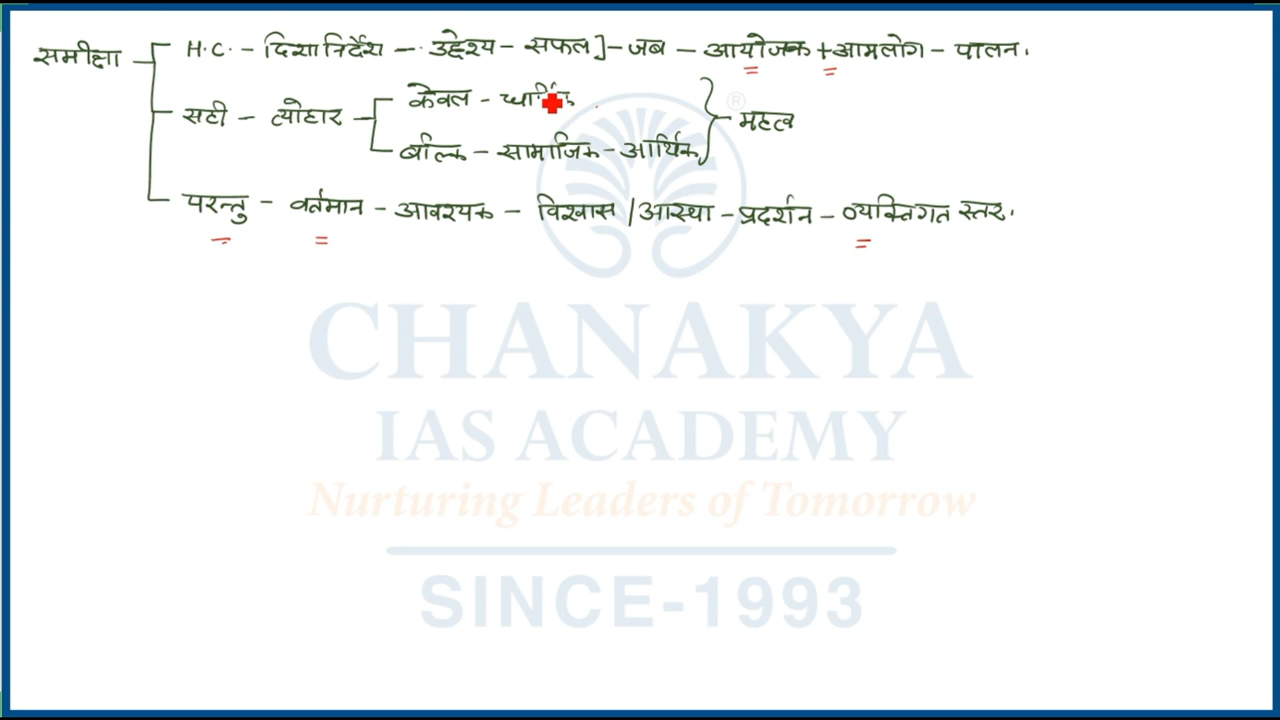 समीक्षा
H.C. - दिशा निर्देश - उद्देश्य - सफल ] - जब - आयोजक + आमलोग - पालन.
सही - त्योहार
केवल -
बल्कि - सामाजिक - आर्थिक
महत्व
परन्तु - वर्तमान - आवश्यक - विश्वास / आस्था - प्रदर्शन - व्यक्तिगत स्तर.
®
CHANAKYA
IAS ACADEMY
Nurturing Leaders of Tomorrow
SINCE-1993